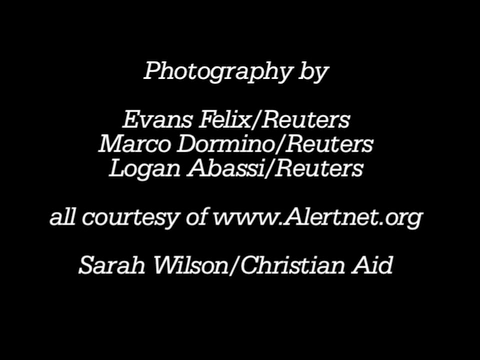 Photography by
Evans Felix/Reuters
Marco Dormino/Reuters
Logan Abassi/Reuters
all courtesy of www.Alertnet.org
Sarah Wilson/Christian Aid